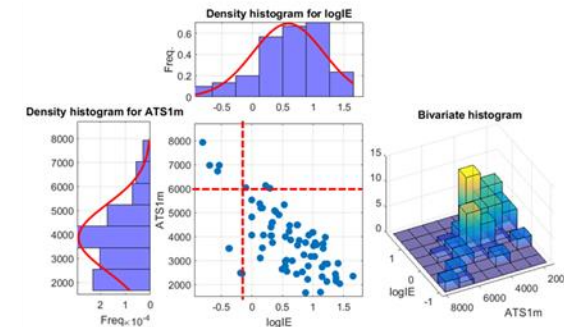 Density histogram for logIE
Freq.
0.6
0.4
0.2
0
-0.5 0 0.5 1 1.5
Density histogram for ATS1m
8000
7000
6000
5000
4000
3000
2000
2 1 0
Freq.×10⁻⁴
ATS1m
8000
7000
6000
5000
4000
3000
2000
-0.5 0 0.5 1 1.5
logIE
Bivariate histogram
15
10
5
0
1
0
-1
logIE
8000 6000 4000 200
ATS1m